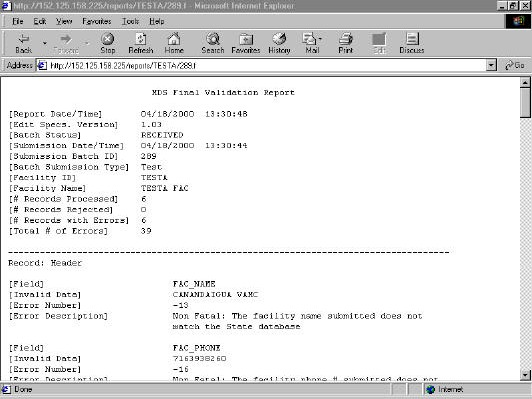 http://152.125.158.225/reports/TESTA/289.f - Microsoft Internet Explorer
File Edit View Favorites Tools Help
Back Forward Stop Refresh Home Search Favorites History Mail Print Edit Discuss
Address http://152.125.158.225/reports/TESTA/289.f Go
MDS Final Validation Report
[Report Date/Time] 04/18/2000 13:30:48
[Edit Specs. Version] 1.03
[Batch Status] RECEIVED
[Submission Date/Time] 04/18/2000 13:30:44
[Submission Batch ID] 289
[Batch Submission Type] Test
[Facility ID] TESTA
[Facility Name] TESTA FAC
[# Records Processed] 6
[# Records Rejected] 0
[# Records with Errors] 6
[Total # of Errors] 39
Record: Header
[Field] FAC_NAME
[Invalid Data] CANANDAIGUA VAMC
[Error Number] -13
[Error Description] Non Fatal: The facility name submitted does not
match the State database
[Field] FAC_PHONE
[Invalid Data] 7163938260
[Error Number] -16
[Error Description] Non Fatal: The facility phone # submitted does not
Done Internet